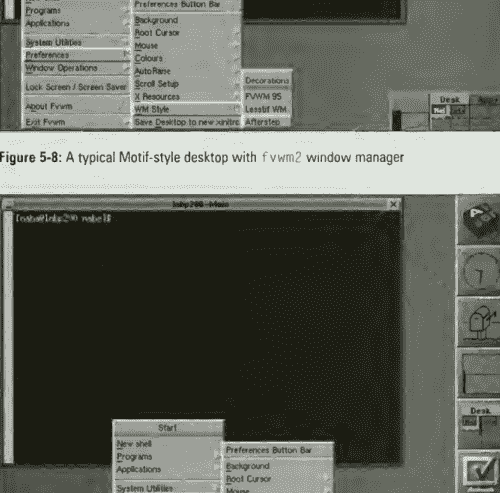 Preferences Button Bar
Programs
Applications
Background
Root Cursor
System Utilities
Mouse
Preferences
Colours
Window Operations
AutoRaise
Lock Screen / Screen Saver
Scroll Setup
Decorations
X Resources
FVWM 95
About Fvwm
WM Style
Lesstif WM
Desk
Exit Fvwm
Save Desktop to new .xinitrc
Afterstep
Figure 5-8: A typical Motif-style desktop with fvwm2 window manager
Start
New shell
Programs
Preferences Button Bar
Applications
Background
System Utilities
Root Cursor
Mouse
Desk